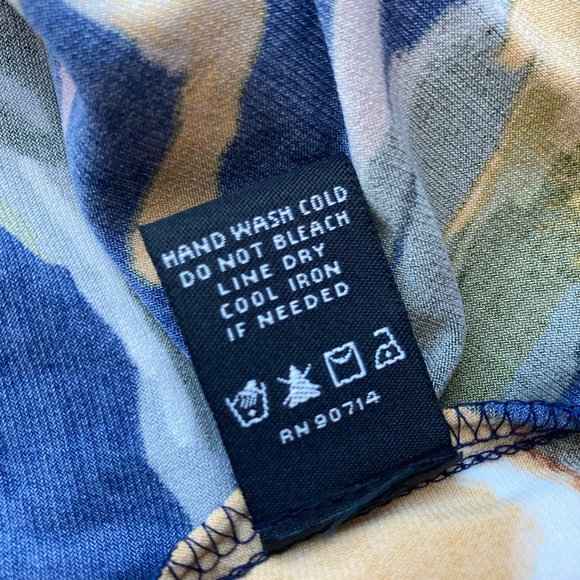 HAND WASH COLD
DO NOT BLEACH
LINE DRY
COOL IRON
IF NEEDED
RN 90714